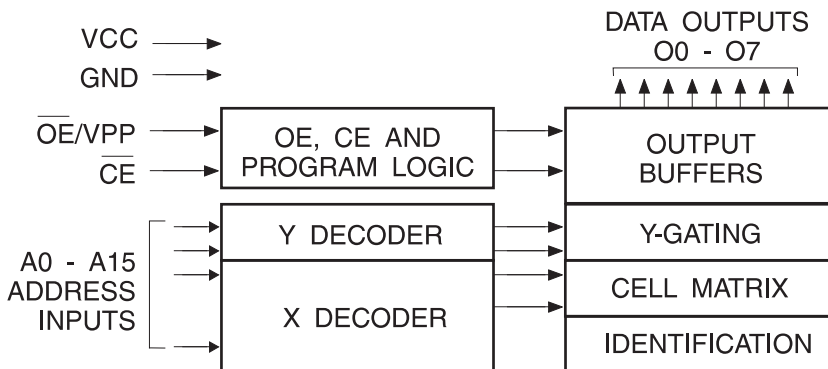 VCC
GND
OE/VPP
CE
A0 - A15
ADDRESS
INPUTS
OE, CE AND
PROGRAM LOGIC
Y DECODER
X DECODER
DATA OUTPUTS
O0 - O7
OUTPUT
BUFFERS
Y-GATING
CELL MATRIX
IDENTIFICATION